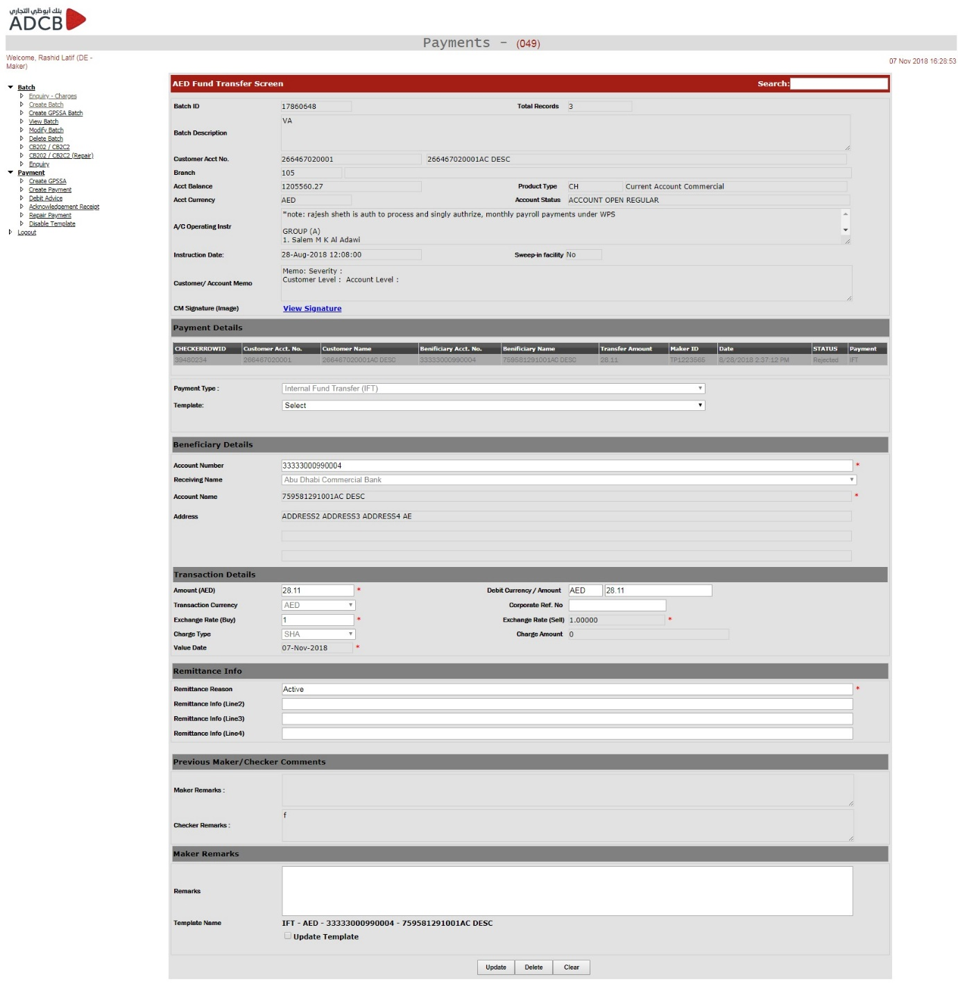 بنك أبوظبي التجاري
ADCB
Payments - (049)
Welcome, Rashid Latif (DE -
Maker)
07 Nov 2018 16:28:53
Batch
Enquiry - Charges
Create Batch
Create GPSSA Batch
View Batch
Modify Batch
Delete Batch
CB202 / CB2C2
CB202 / CB2C2 (Repair)
Enquiry
Payment
Create GPSSA
Create Payment
Debit Advice
Acknowledgement Receipt
Repair Payment
Disable Template
Logout
AED Fund Transfer Screen Search:
Batch ID 17860648 Total Records 3
Batch Description VA
Customer Acct No. 266467020001 266467020001AC DESC
Branch 105
Acct Balance 1205560.27 Product Type CH Current Account Commercial
Acct Currency AED Account Status ACCOUNT OPEN REGULAR
A/C Operating Instr
*note: rajesh sheth is auth to process and singly authrize, monthly payroll payments under WPS
GROUP (A)
1. Salem M K Al Adawi
Instruction Date: 28-Aug-2018 12:08:00 Sweep-in facility No
Customer/ Account Memo
Memo: Severity :
Customer Level : Account Level :
CM Signature (Image) View Signature
Payment Details
CHECKERROWID Customer Acct. No. Customer Name Benificiary Acct. No. Benificiary Name Transfer Amount Maker ID Date STATUS Payment
39480234 266467020001 266467020001AC DESC 33333000990004 759581291001AC DESC 28.11 TP1223565 8/28/2018 2:37:12 PM Rejected IFT
Payment Type : Internal Fund Transfer (IFT)
Template: Select
Beneficiary Details
Account Number 33333000990004 *
Receiving Name Abu Dhabi Commercial Bank
Account Name 759581291001AC DESC *
Address ADDRESS2 ADDRESS3 ADDRESS4 AE
Transaction Details
Amount (AED) 28.11 * Debit Currency / Amount AED 28.11
Transaction Currency AED Corporate Ref. No
Exchange Rate (Buy) 1 * Exchange Rate (Sell) 1.00000 *
Charge Type SHA Charge Amount 0
Value Date 07-Nov-2018 *
Remittance Info
Remittance Reason Active *
Remittance Info (Line2)
Remittance Info (Line3)
Remittance Info (Line4)
Previous Maker/Checker Comments
Maker Remarks :
Checker Remarks : f
Maker Remarks
Remarks
Template Name IFT - AED - 33333000990004 - 759581291001AC DESC
Update Template
Update Delete Clear